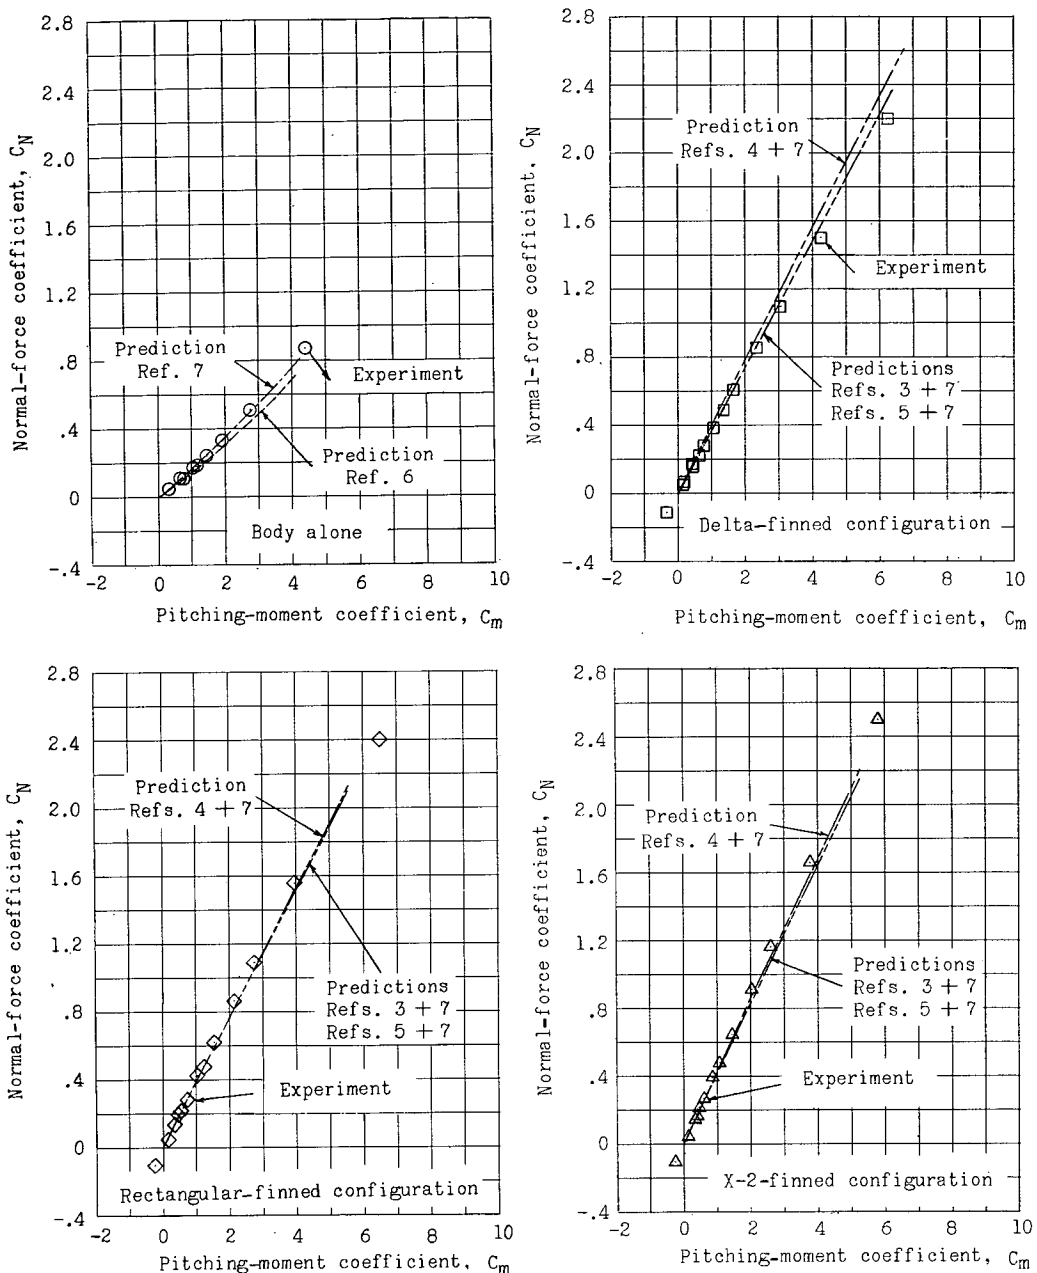 2.8
2.4
2.0
1.6
1.2
.8
.4
0
-.4
Normal-force coefficient, CN
Prediction
Ref. 7
Experiment
Prediction
Ref. 6
Body alone
-2 0 2 4 6 8 10
Pitching-moment coefficient, Cm
2.8
2.4
2.0
1.6
1.2
.8
.4
0
-.4
Normal-force coefficient, CN
Prediction
Refs. 4 + 7
Experiment
Predictions
Refs. 3 + 7
Refs. 5 + 7
Delta-finned configuration
-2 0 2 4 6 8 10
Pitching-moment coefficient, Cm
2.8
2.4
2.0
1.6
1.2
.8
.4
0
-.4
Normal-force coefficient, CN
Prediction
Refs. 4 + 7
Predictions
Refs. 3 + 7
Refs. 5 + 7
Experiment
Rectangular-finned configuration
-2 0 2 4 6 8 10
Pitching-moment coefficient, Cm
2.8
2.4
2.0
1.6
1.2
.8
.4
0
-.4
Normal-force coefficient, CN
Prediction
Refs. 4 + 7
Predictions
Refs. 3 + 7
Refs. 5 + 7
Experiment
X-2-finned configuration
-2 0 2 4 6 8 10
Pitching-moment coefficient, Cm